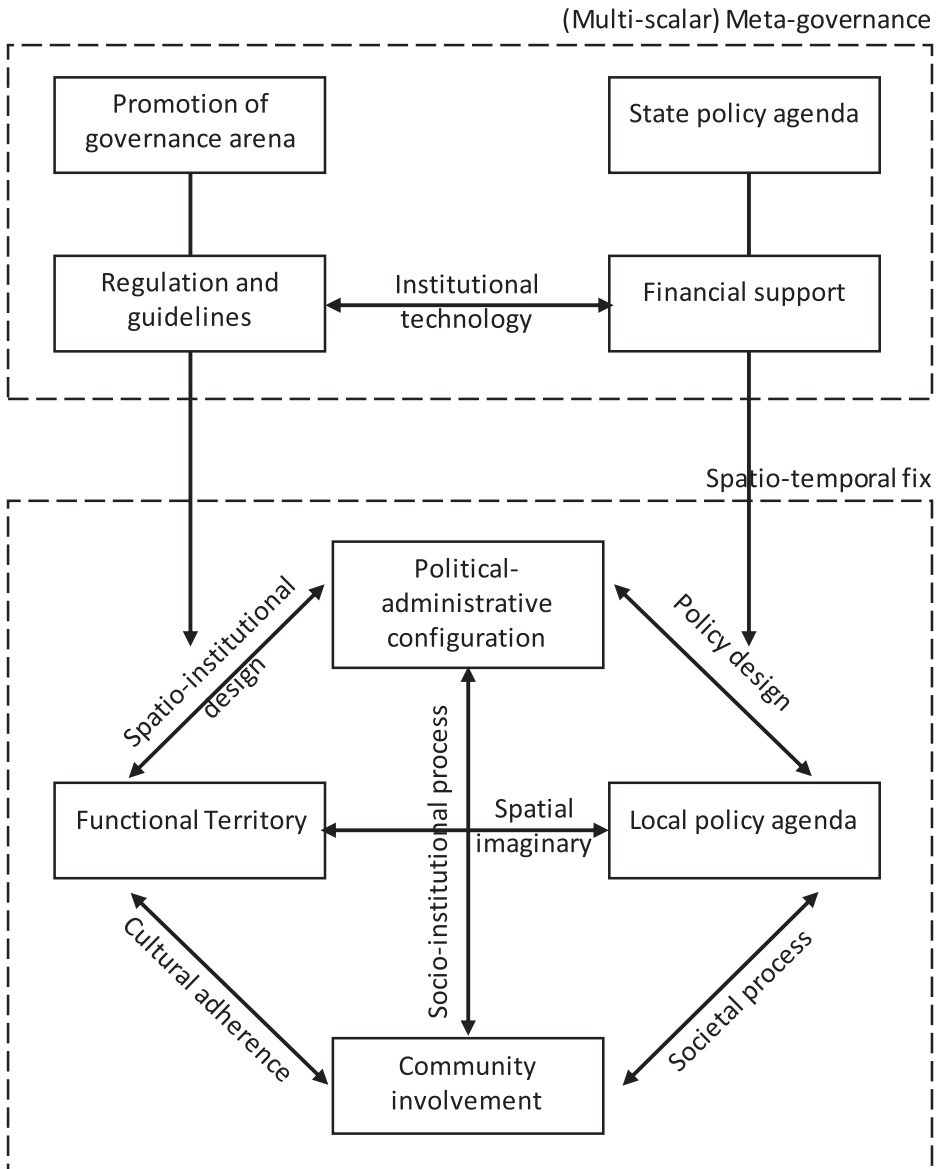 (Multi-scalar) Meta-governance
Promotion of
governance arena
State policy agenda
Regulation and
guidelines
Institutional
technology
Financial support
Spatio-temporal fix
Political-
administrative
configuration
Spatio-institutional
design
Policy design
Socio-institutional process
Functional Territory
Spatial
imaginary
Local policy agenda
Cultural adherence
Societal process
Community
involvement